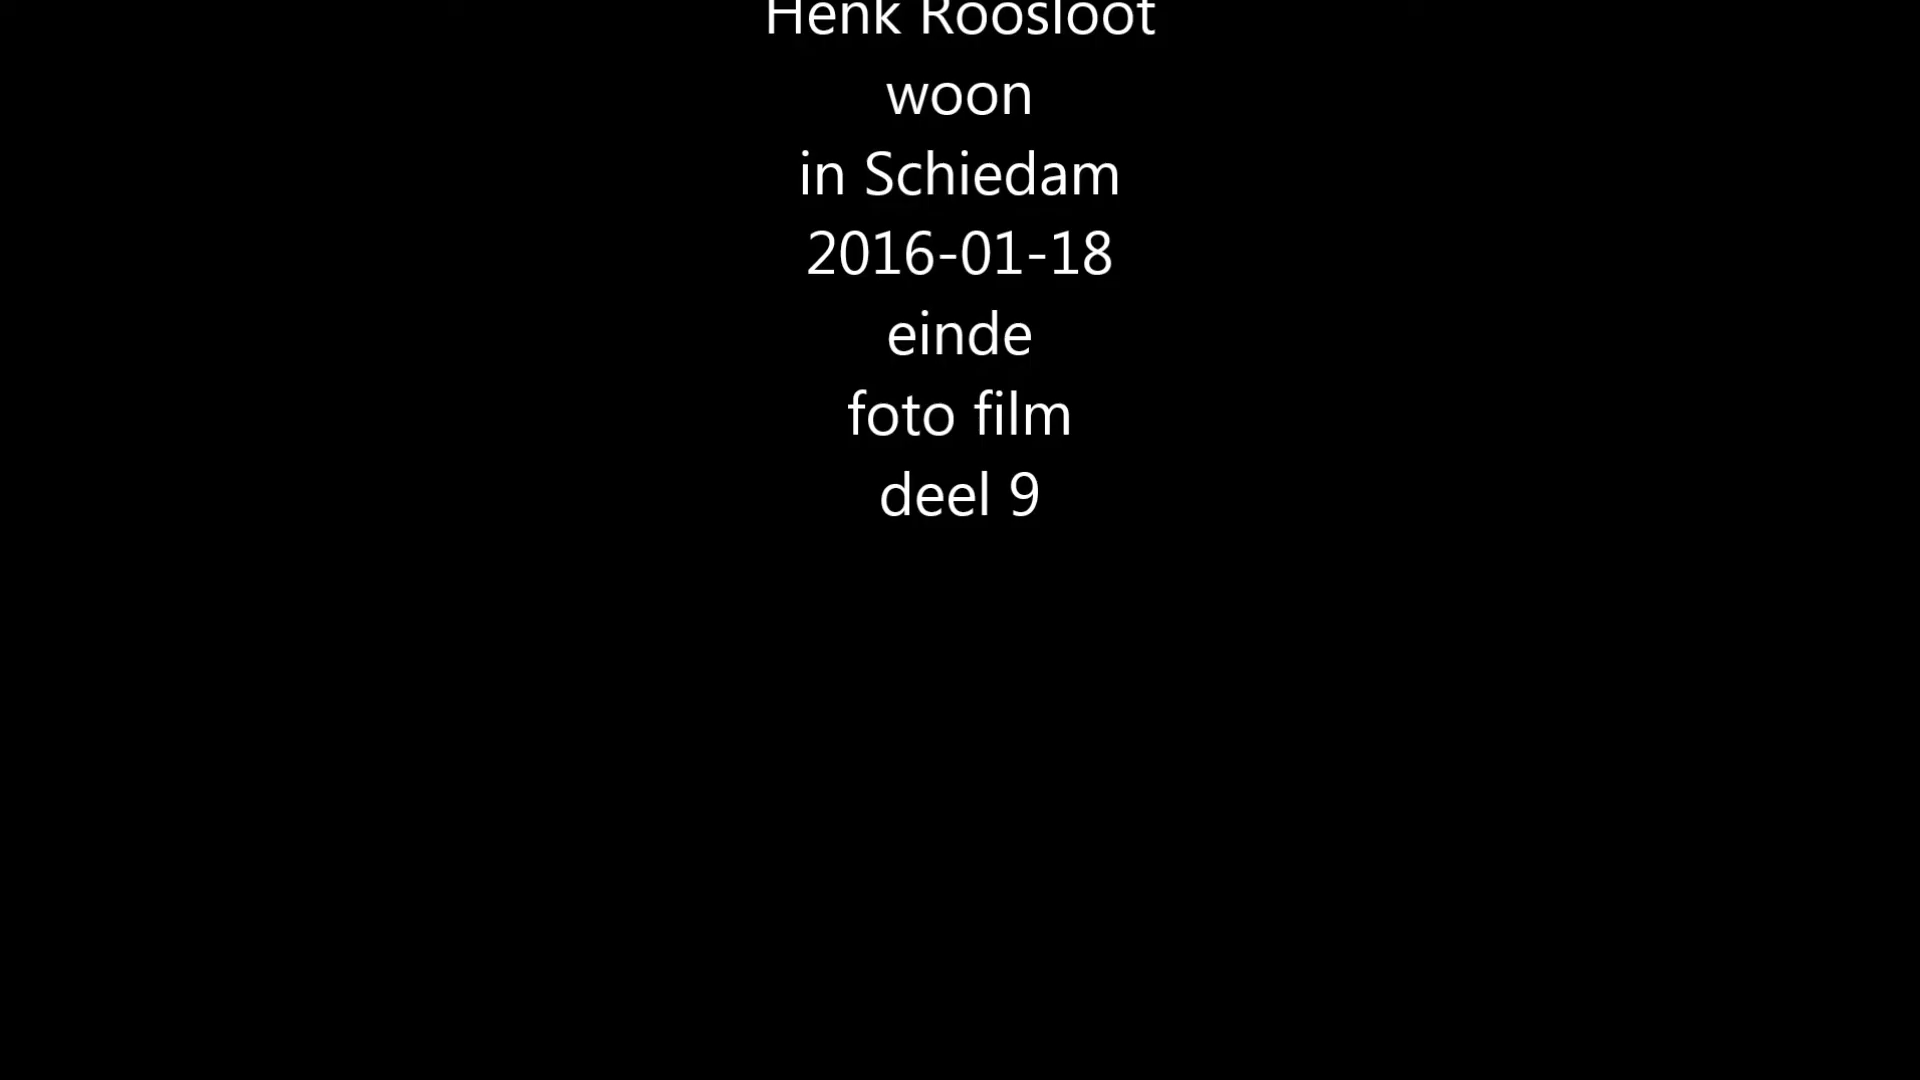 Henk Roosloot
woon
in Schiedam
2016-01-18
einde
foto film
deel 9